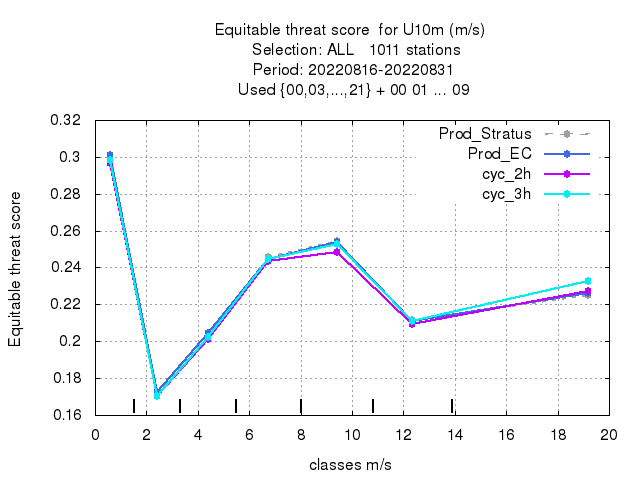 Equitable threat score  for U10m (m/s)
Selection: ALL   1011 stations
Period: 20220816-20220831
Used {00,03,...,21} + 00 01 ... 09
Equitable threat score
0.32
0.3
0.28
0.26
0.24
0.22
0.2
0.18
0.16
Prod_Stratus
Prod_EC
cyc_2h
cyc_3h
0 2 4 6 8 10 12 14 16 18 20
classes m/s